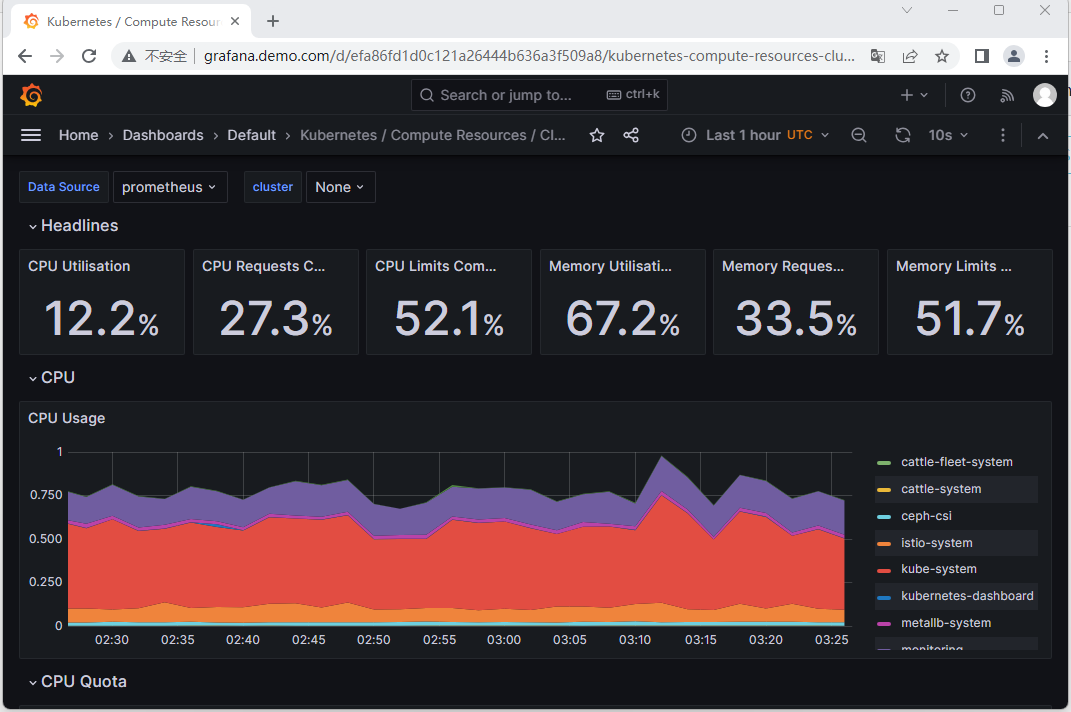 Kubernetes / Compute Resour
不安全 grafana.demo.com/d/efa86fd1d0c121a26444b636a3f509a8/kubernetes-compute-resources-clu...
Search or jump to... ctrl+k
Home › Dashboards › Default › Kubernetes / Compute Resources / Cl... Last 1 hour UTC 10s
Data Source prometheus cluster None
Headlines
CPU Utilisation CPU Requests C... CPU Limits Com... Memory Utilisati... Memory Reques... Memory Limits ...
12.2% 27.3% 52.1% 67.2% 33.5% 51.7%
CPU
CPU Usage
1
0.750
0.500
0.250
0
02:30 02:35 02:40 02:45 02:50 02:55 03:00 03:05 03:10 03:15 03:20 03:25
cattle-fleet-system
cattle-system
ceph-csi
istio-system
kube-system
kubernetes-dashboard
metallb-system
monitoring
CPU Quota